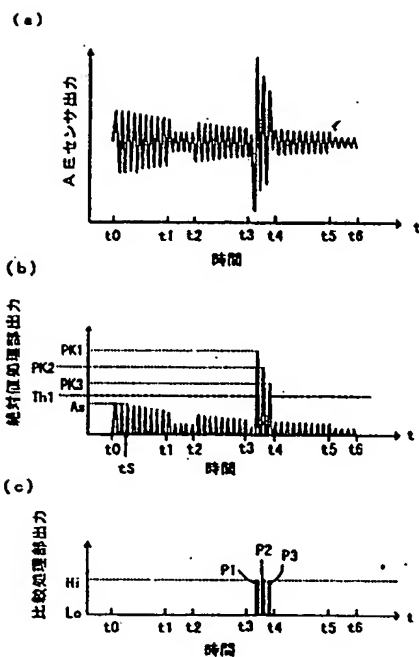 (a)
AEセンサ出力
t0 t1 t2 t3 t4 t5 t6 t
時間
(b)
絶対値処理部出力
PK1
PK2
PK3
Th1
As
t0 tS t1 t2 t3 t4 t5 t6 t
時間
(c)
比較処理部出力
P1 P2 P3
Hi
Lo
t0 t1 t2 t3 t4 t5 t6 t
時間